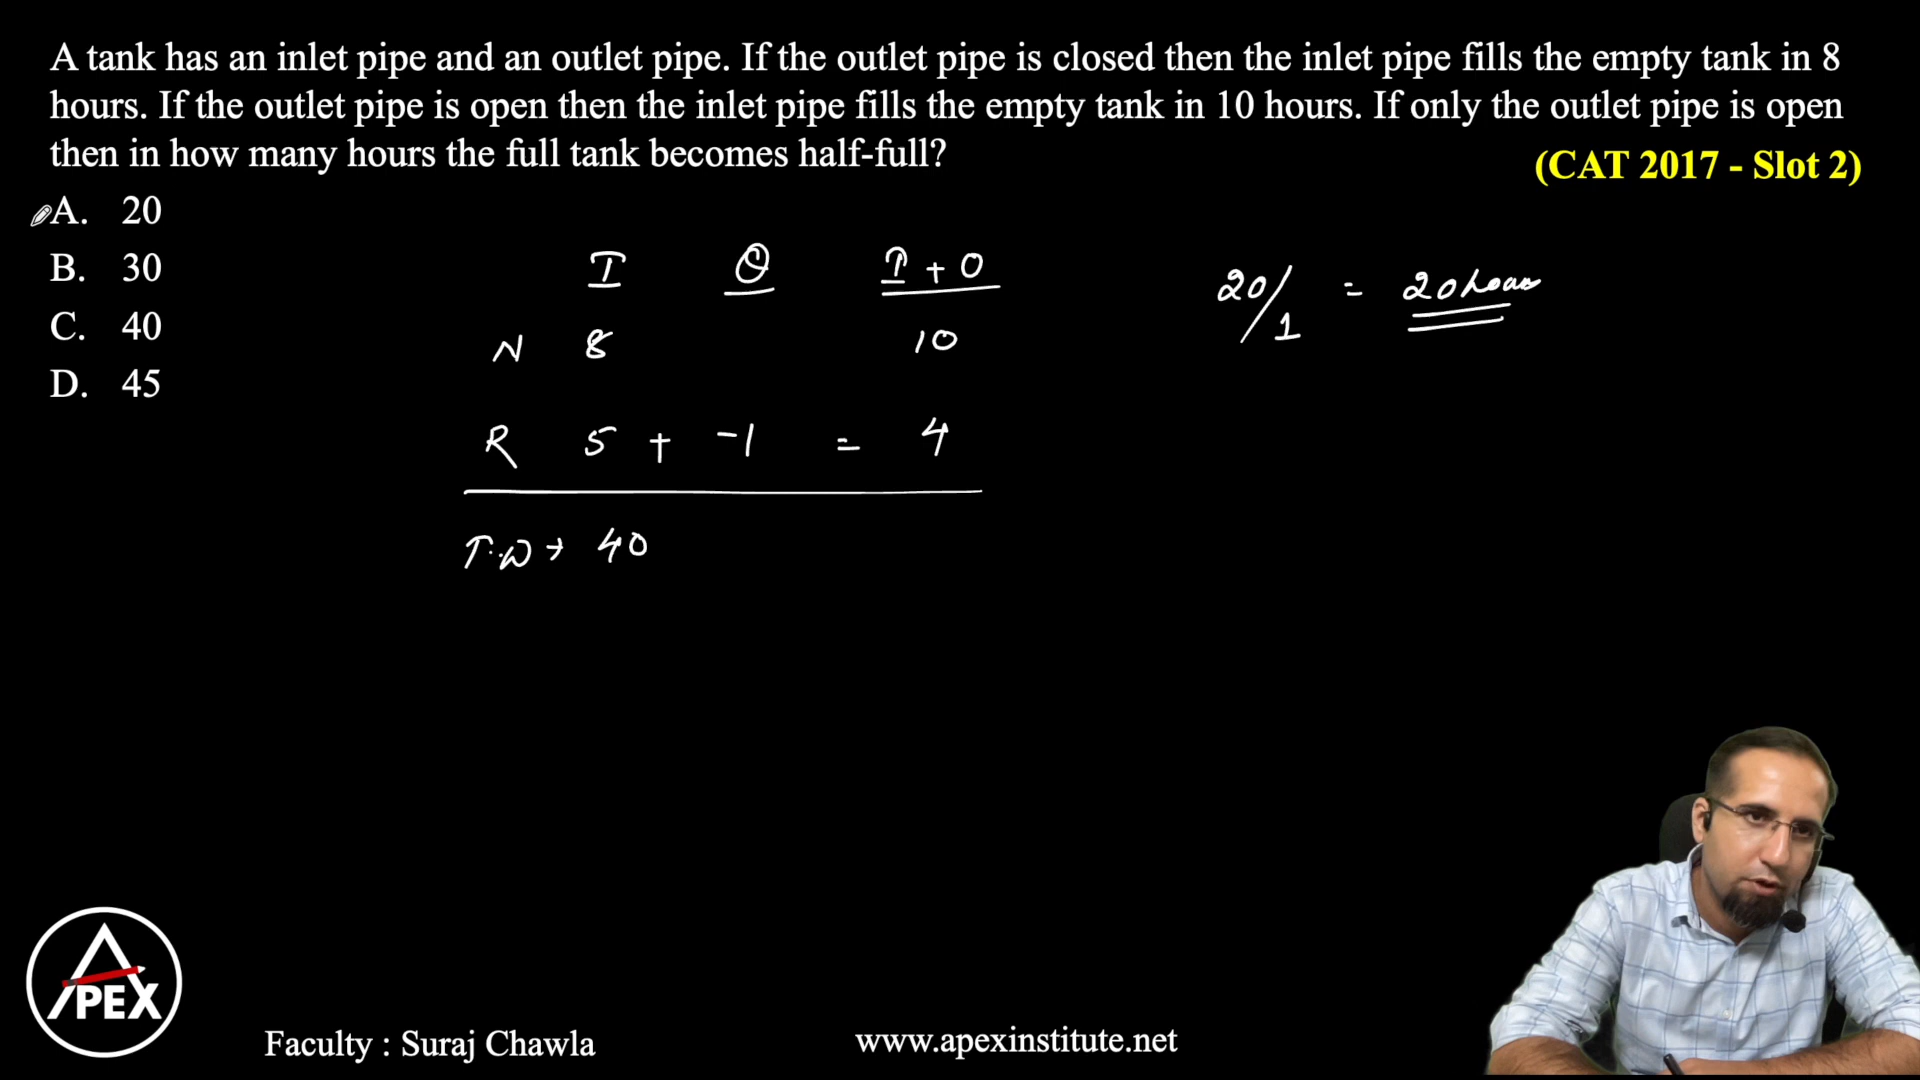 A tank has an inlet pipe and an outlet pipe. If the outlet pipe is closed then the inlet pipe fills the empty tank in 8
hours. If the outlet pipe is open then the inlet pipe fills the empty tank in 10 hours. If only the outlet pipe is open
then in how many hours the full tank becomes half-full?
(CAT 2017 - Slot 2)
A. 20
B. 30
C. 40
D. 45
I O I + O
N 8 10
R 5 + -1 = 4
T.W → 40
20/1 = 20 hours
APEX
Faculty : Suraj Chawla
www.apexinstitute.net